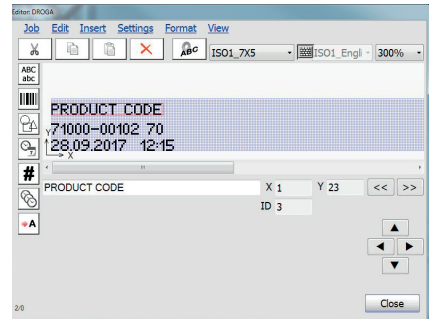 Editor: DROGA
Job Edit Insert Settings Format View
ABC ISO1_7X5 ISO1_Engli 300%
ABC
abc
PRODUCT CODE
Y 71000-00102 70
28.09.2017 12:15
X
T
#
PRODUCT CODE X 1 Y 23 << >>
ID 3
A
2/0 Close